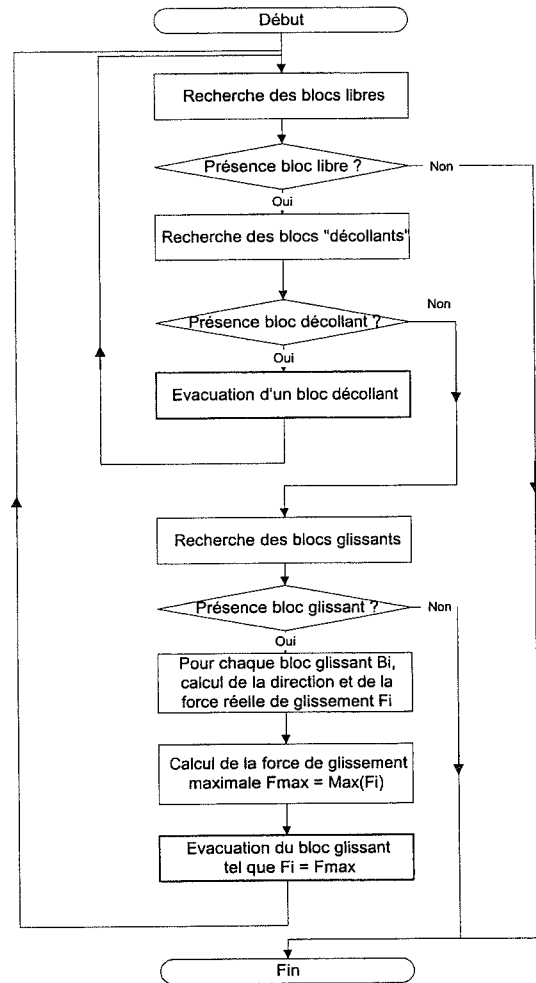 Début
Recherche des blocs libres
Présence bloc libre ?
Non
Oui
Recherche des blocs "décollants"
Non
Présence bloc décollant ?
Oui
Evacuation d'un bloc décollant
Recherche des blocs glissants
Présence bloc glissant ?
Non
Oui
Pour chaque bloc glissant Bi,
calcul de la direction et de la
force réelle de glissement Fi
Calcul de la force de glissement
maximale Fmax = Max(Fi)
Evacuation du bloc glissant
tel que Fi = Fmax
Fin